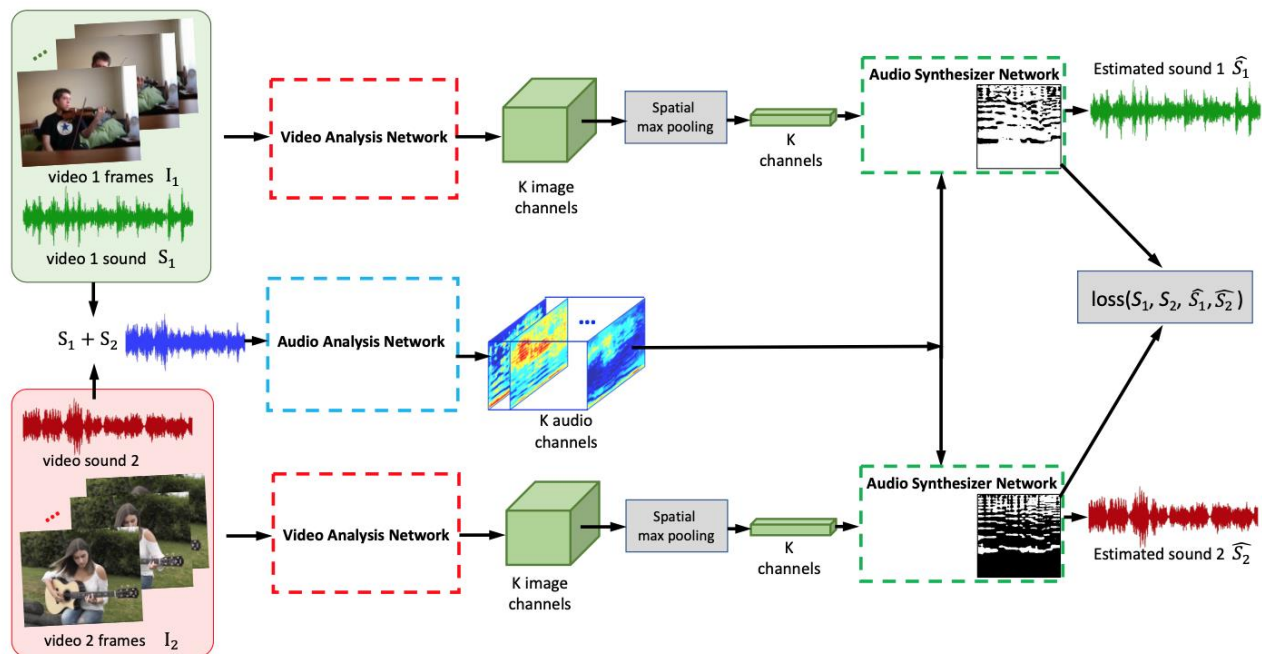 video 1 frames I₁
video 1 sound S₁
Video Analysis Network
K image
channels
Spatial
max pooling
K
channels
Audio Synthesizer Network
Estimated sound 1 Ŝ₁
S₁ + S₂
Audio Analysis Network
...
K audio
channels
loss(S₁, S₂, Ŝ₁, Ŝ₂ )
video sound 2
video 2 frames I₂
Video Analysis Network
K image
channels
Spatial
max pooling
K
channels
Audio Synthesizer Network
Estimated sound 2 Ŝ₂